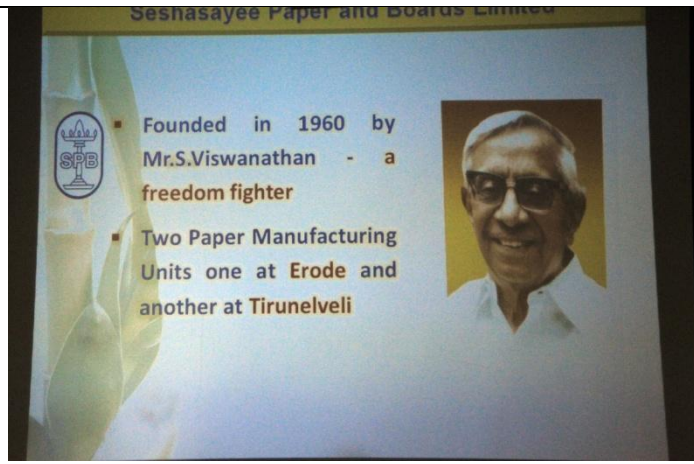 Seshasayee Paper and Boards Limited
SPB
▪ Founded in 1960 by
Mr.S.Viswanathan - a
freedom fighter
▪ Two Paper Manufacturing
Units one at Erode and
another at Tirunelveli